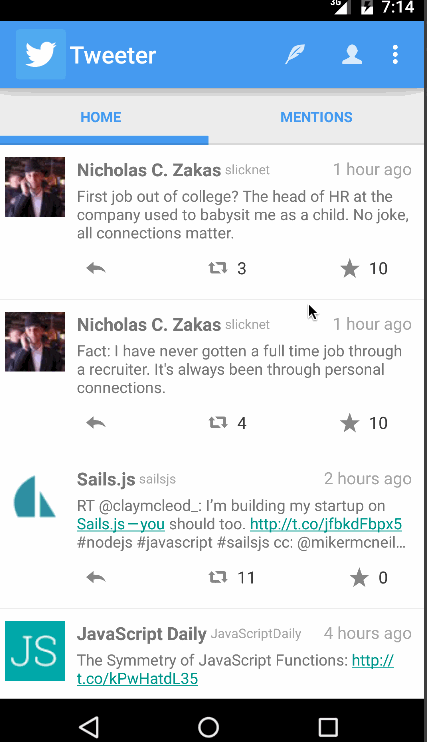 3G 7:14
Tweeter
HOME MENTIONS
Nicholas C. Zakas slicknet 1 hour ago
First job out of college? The head of HR at the
company used to babysit me as a child. No joke,
all connections matter.
3 10
Nicholas C. Zakas slicknet 1 hour ago
Fact: I have never gotten a full time job through
a recruiter. It's always been through personal
connections.
4 10
Sails.js sailsjs 2 hours ago
RT @claymcleod_: I'm building my startup on
Sails.js—you should too. http://t.co/jfbkdFbpx5
#nodejs #javascript #sailsjs cc: @mikermcneil...
11 0
JS
JavaScript Daily JavaScriptDaily 4 hours ago
The Symmetry of JavaScript Functions: http://
t.co/kPwHatdL35